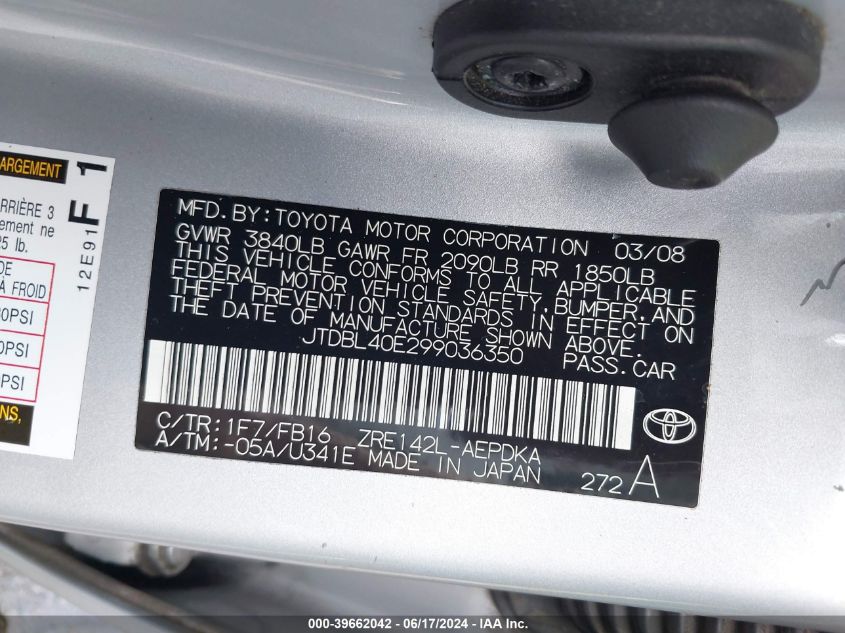 ARGEMENT
ARRIÈRE 3
ement ne
25 lb.
DE
À FROID
0PSI
0PSI
PSI
NS,
12E91 F 1
MFD. BY: TOYOTA MOTOR CORPORATION 03/08
GVWR 3840LB GAWR FR 2090LB RR 1850LB
THIS VEHICLE CONFORMS TO ALL APPLICABLE
FEDERAL MOTOR VEHICLE SAFETY, BUMPER, AND
THEFT PREVENTION STANDARDS IN EFFECT ON
THE DATE OF MANUFACTURE SHOWN ABOVE.
JTDBL40E299036350 PASS. CAR
C/TR: 1F7/FB16 ZRE142L-AEPDKA
A/TM: -05A/U341E MADE IN JAPAN
272 A
000-39662042 / 06/17/2024 / IAA Inc.